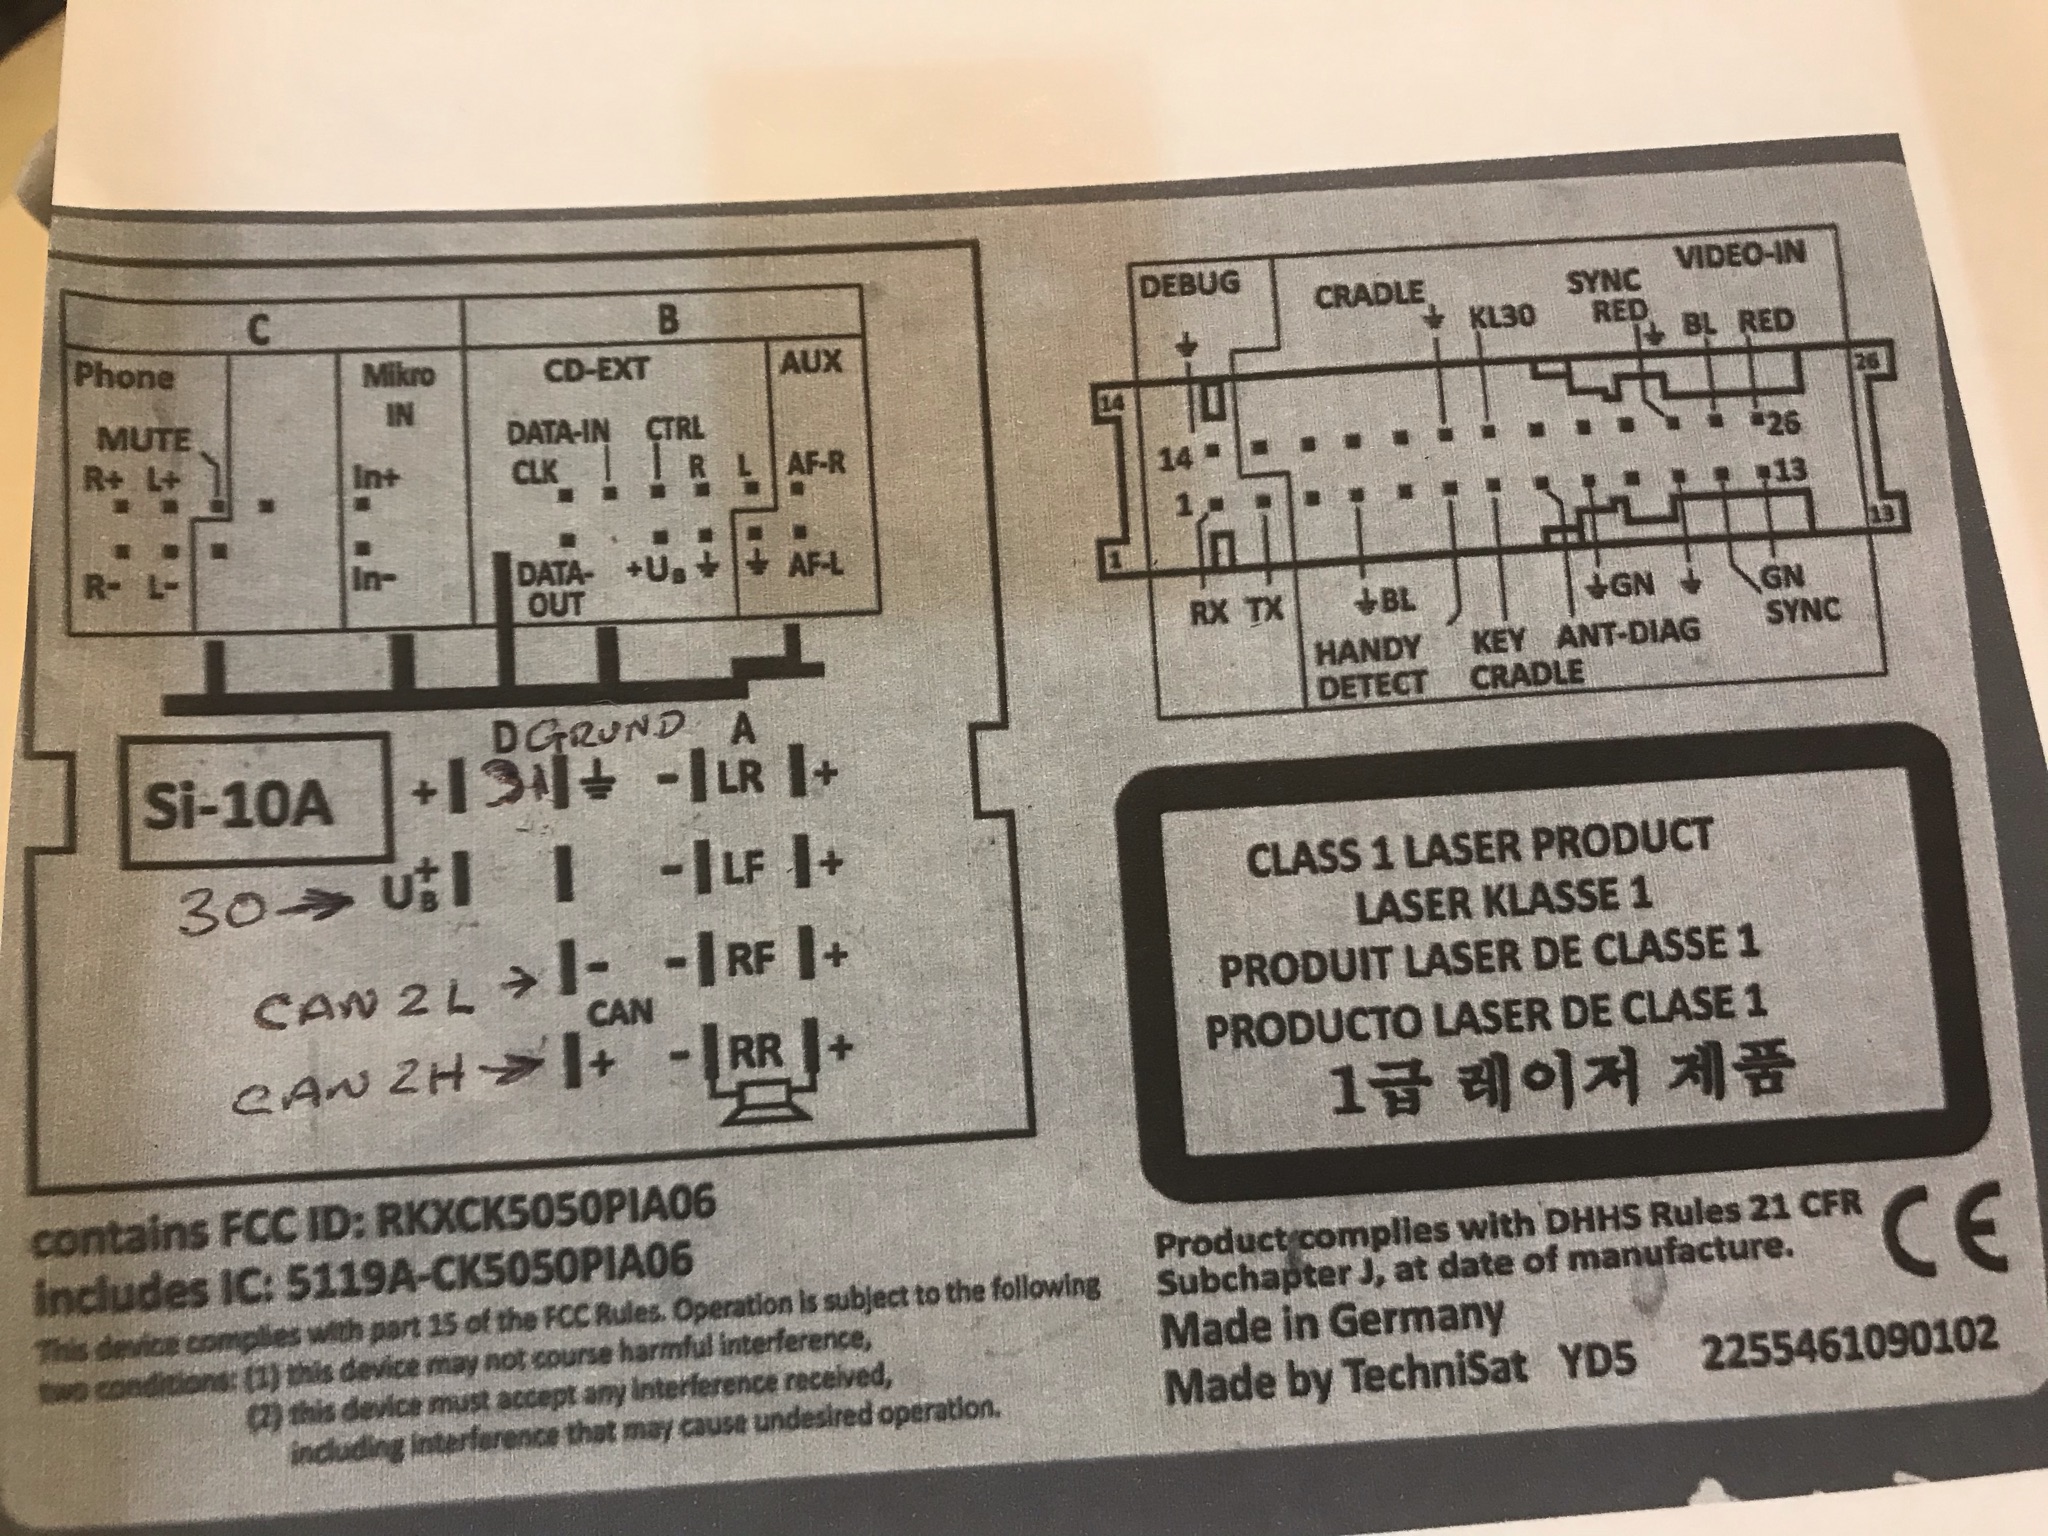 C
B
Phone
Mikro
IN
CD-EXT
AUX
MUTE
R+ L+
In+
DATA-IN CTRL
CLK
R L AF-R
R- L-
In-
DATA-
OUT
+UB
AF-L
Si-10A
D GRUND A
+ 31 - LR +
30 → U+B
- LF +
CAN 2L → -
CAN
- RF +
CAN 2H → +
- RR +
contains FCC ID: RKXCK5050PIA06
includes IC: 5119A-CK5050PIA06
This device complies with part 15 of the FCC Rules. Operation is subject to the following
two conditions: (1) this device may not course harmful interference,
(2) this device must accept any interference received,
including interference that may cause undesired operation.
DEBUG
CRADLE
KL30
SYNC
RED
VIDEO-IN
BL RED
14
26
14
26
1
13
1
13
RX TX
BL
GN
GN
SYNC
HANDY
DETECT
KEY
CRADLE
ANT-DIAG
CLASS 1 LASER PRODUCT
LASER KLASSE 1
PRODUIT LASER DE CLASSE 1
PRODUCTO LASER DE CLASE 1
1급 레이저 제품
Product complies with DHHS Rules 21 CFR
Subchapter J, at date of manufacture.
CE
Made in Germany
Made by TechniSat YD5 2255461090102